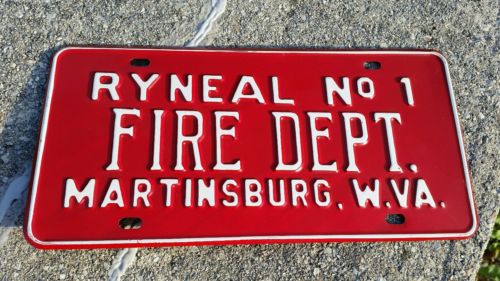 RYNEAL NO 1
FIRE DEPT.
MARTINSBURG, W.VA.